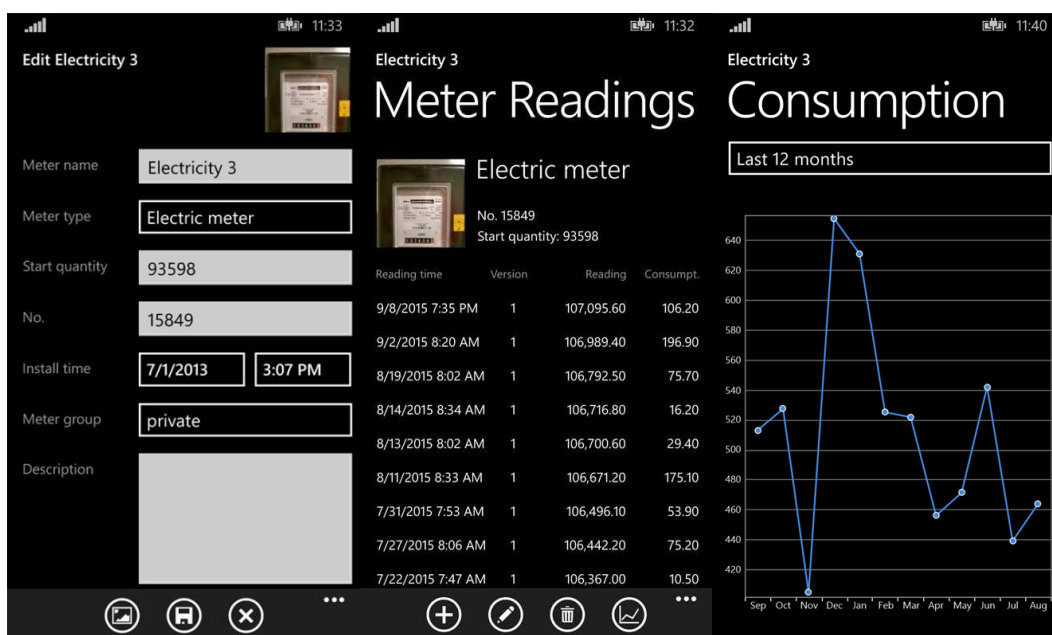 11:33
Edit Electricity 3
Meter name
Electricity 3
Meter type
Electric meter
Start quantity
93598
No.
15849
Install time
7/1/2013 3:07 PM
Meter group
private
Description
11:32
Electricity 3
Meter Readings
Electric meter
No. 15849
Start quantity: 93598
Reading time Version Reading Consumpt.
9/8/2015 7:35 PM 1 107,095.60 106.20
9/2/2015 8:20 AM 1 106,989.40 196.90
8/19/2015 8:02 AM 1 106,792.50 75.70
8/14/2015 8:34 AM 1 106,716.80 16.20
8/13/2015 8:02 AM 1 106,700.60 29.40
8/11/2015 8:33 AM 1 106,671.20 175.10
7/31/2015 7:53 AM 1 106,496.10 53.90
7/27/2015 8:06 AM 1 106,442.20 75.20
7/22/2015 7:47 AM 1 106,367.00 10.50
11:40
Electricity 3
Consumption
Last 12 months
640
620
600
580
560
540
520
500
480
460
440
420
Sep Oct Nov Dec Jan Feb Mar Apr May Jun Jul Aug